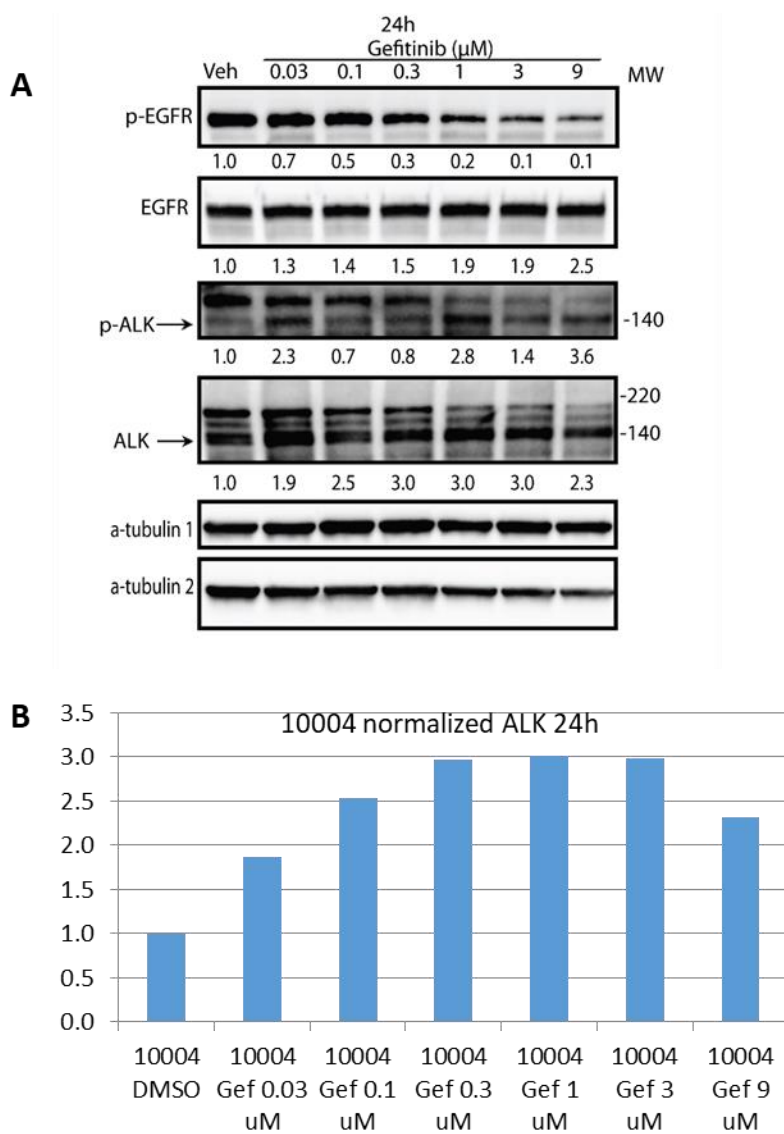 A
24h
Gefitinib (µM)
Veh 0.03 0.1 0.3 1 3 9 MW
p-EGFR
1.0 0.7 0.5 0.3 0.2 0.1 0.1
EGFR
1.0 1.3 1.4 1.5 1.9 1.9 2.5
p-ALK
-140
1.0 2.3 0.7 0.8 2.8 1.4 3.6
-220
ALK
-140
1.0 1.9 2.5 3.0 3.0 3.0 2.3
a-tubulin 1
a-tubulin 2
B
10004 normalized ALK 24h
3.5
3.0
2.5
2.0
1.5
1.0
0.5
0.0
10004 10004 10004 10004 10004 10004 10004
DMSO Gef 0.03 Gef 0.1 Gef 0.3 Gef 1 Gef 3 Gef 9
uM uM uM uM uM uM